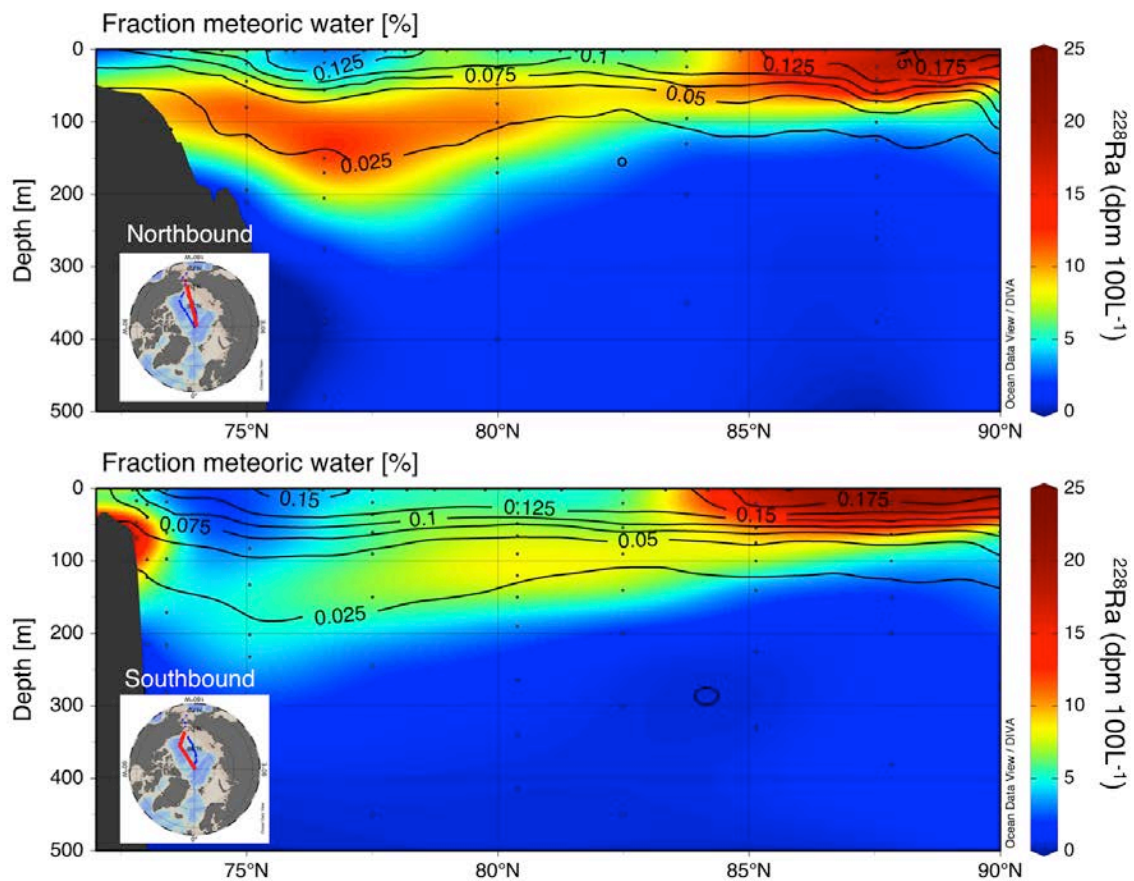 Fraction meteoric water [%]
0
100
200
300
400
500
Depth [m]
0.125
0.075
0.1
0.05
0.025
0.125
0.175
Northbound
75°N
80°N
85°N
90°N
Ocean Data View / DIVA
25
20
15
10
5
0
²²⁸Ra (dpm 100L⁻¹)
Fraction meteoric water [%]
0
100
200
300
400
500
Depth [m]
0.075
0.15
0.1
0.125
0.05
0.025
0.15
0.175
Southbound
75°N
80°N
85°N
90°N
Ocean Data View / DIVA
25
20
15
10
5
0
²²⁸Ra (dpm 100L⁻¹)